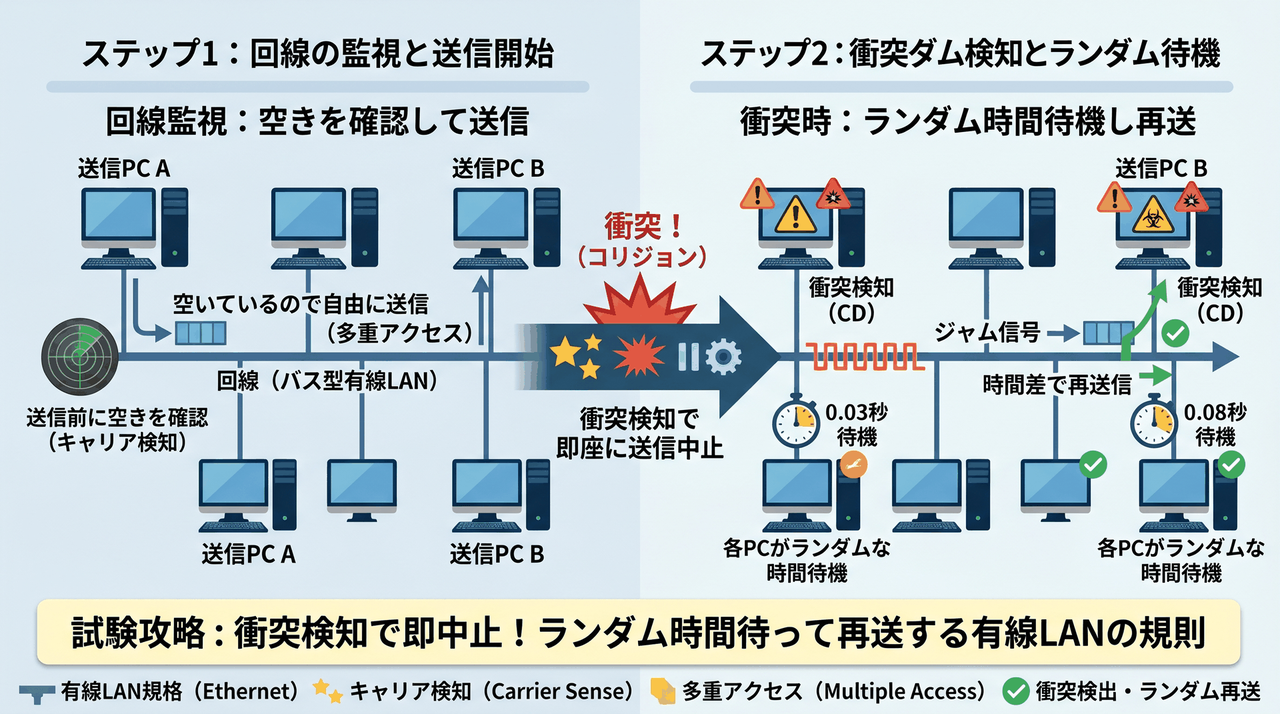 ステップ1：回線の監視と送信開始
回線監視：空きを確認して送信
送信PC A
送信PC B
空いているので自由に送信
（多重アクセス）
回線（バス型有線LAN）
送信前に空きを確認
（キャリア検知）
送信PC A
送信PC B
衝突！
（コリジョン）
衝突検知で
即座に送信中止
ステップ2：衝突ダム検知とランダム待機
衝突時：ランダム時間待機し再送
送信PC B
衝突検知
（CD）
衝突検知
（CD）
ジャム信号
時間差で再送信
0.03秒
待機
0.08秒
待機
各PCがランダムな
時間待機
各PCがランダムな
時間待機
試験攻略：衝突検知で即中止！ランダム時間待って再送する有線LANの規則
有線LAN規格（Ethernet）
キャリア検知（Carrier Sense）
多重アクセス（Multiple Access）
衝突検出・ランダム再送